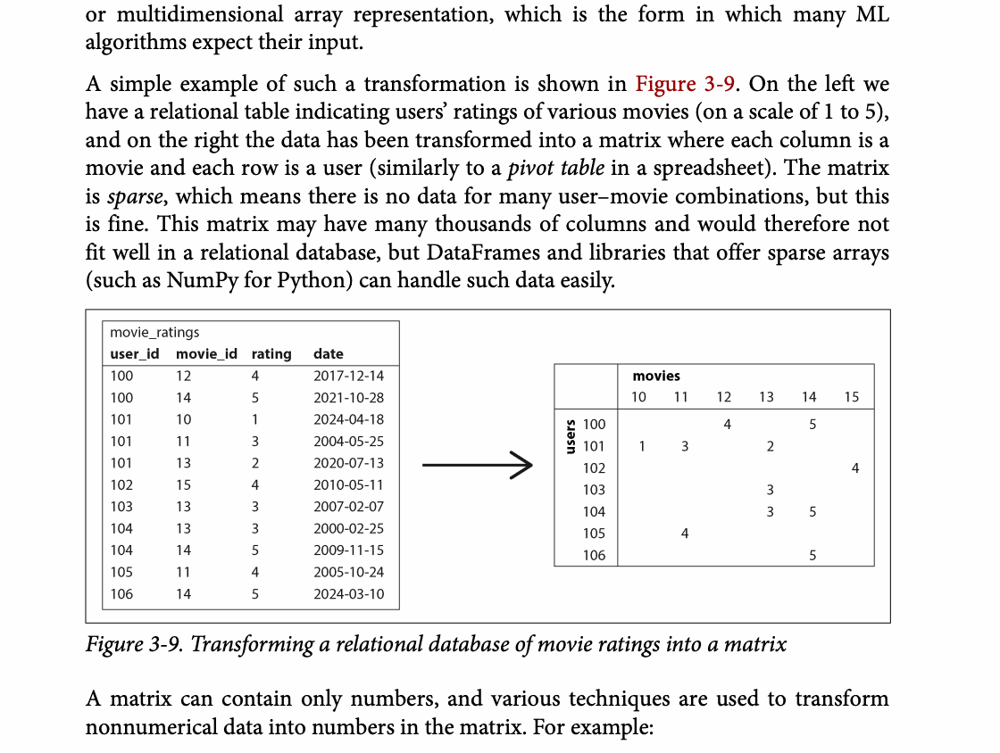 or multidimensional array representation, which is the form in which many ML
algorithms expect their input.
A simple example of such a transformation is shown in Figure 3-9. On the left we
have a relational table indicating users’ ratings of various movies (on a scale of 1 to 5),
and on the right the data has been transformed into a matrix where each column is a
movie and each row is a user (similarly to a pivot table in a spreadsheet). The matrix
is sparse, which means there is no data for many user–movie combinations, but this
is fine. This matrix may have many thousands of columns and would therefore not
fit well in a relational database, but DataFrames and libraries that offer sparse arrays
(such as NumPy for Python) can handle such data easily.
movie_ratings
user_id movie_id rating date
100 12 4 2017-12-14
100 14 5 2021-10-28
101 10 1 2024-04-18
101 11 3 2004-05-25
101 13 2 2020-07-13
102 15 4 2010-05-11
103 13 3 2007-02-07
104 13 3 2000-02-25
104 14 5 2009-11-15
105 11 4 2005-10-24
106 14 5 2024-03-10
movies
10 11 12 13 14 15
users
100 4 5
101 1 3 2
102 4
103 3
104 3 5
105 4
106 5
Figure 3-9. Transforming a relational database of movie ratings into a matrix
A matrix can contain only numbers, and various techniques are used to transform
nonnumerical data into numbers in the matrix. For example: